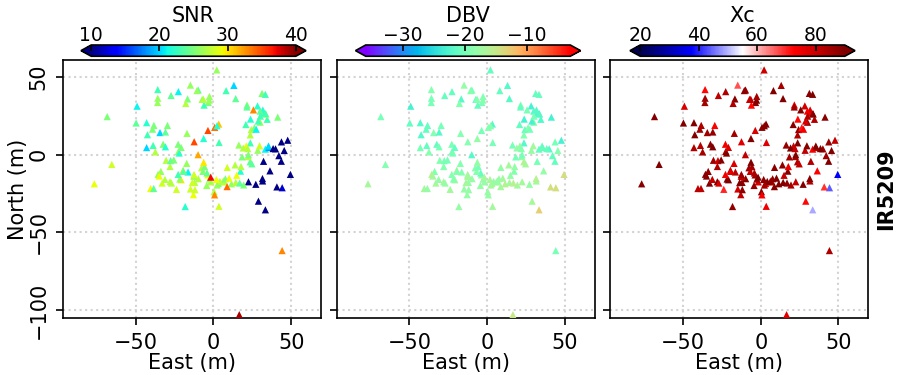 SNR DBV Xc
10 20 30 40 −30 −20 −10 20 40 60 80
50
0
−50
−100
North (m)
IR5209
−50 0 50 −50 0 50 −50 0 50
East (m) East (m) East (m)